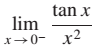 lim x→0− tan x / x²